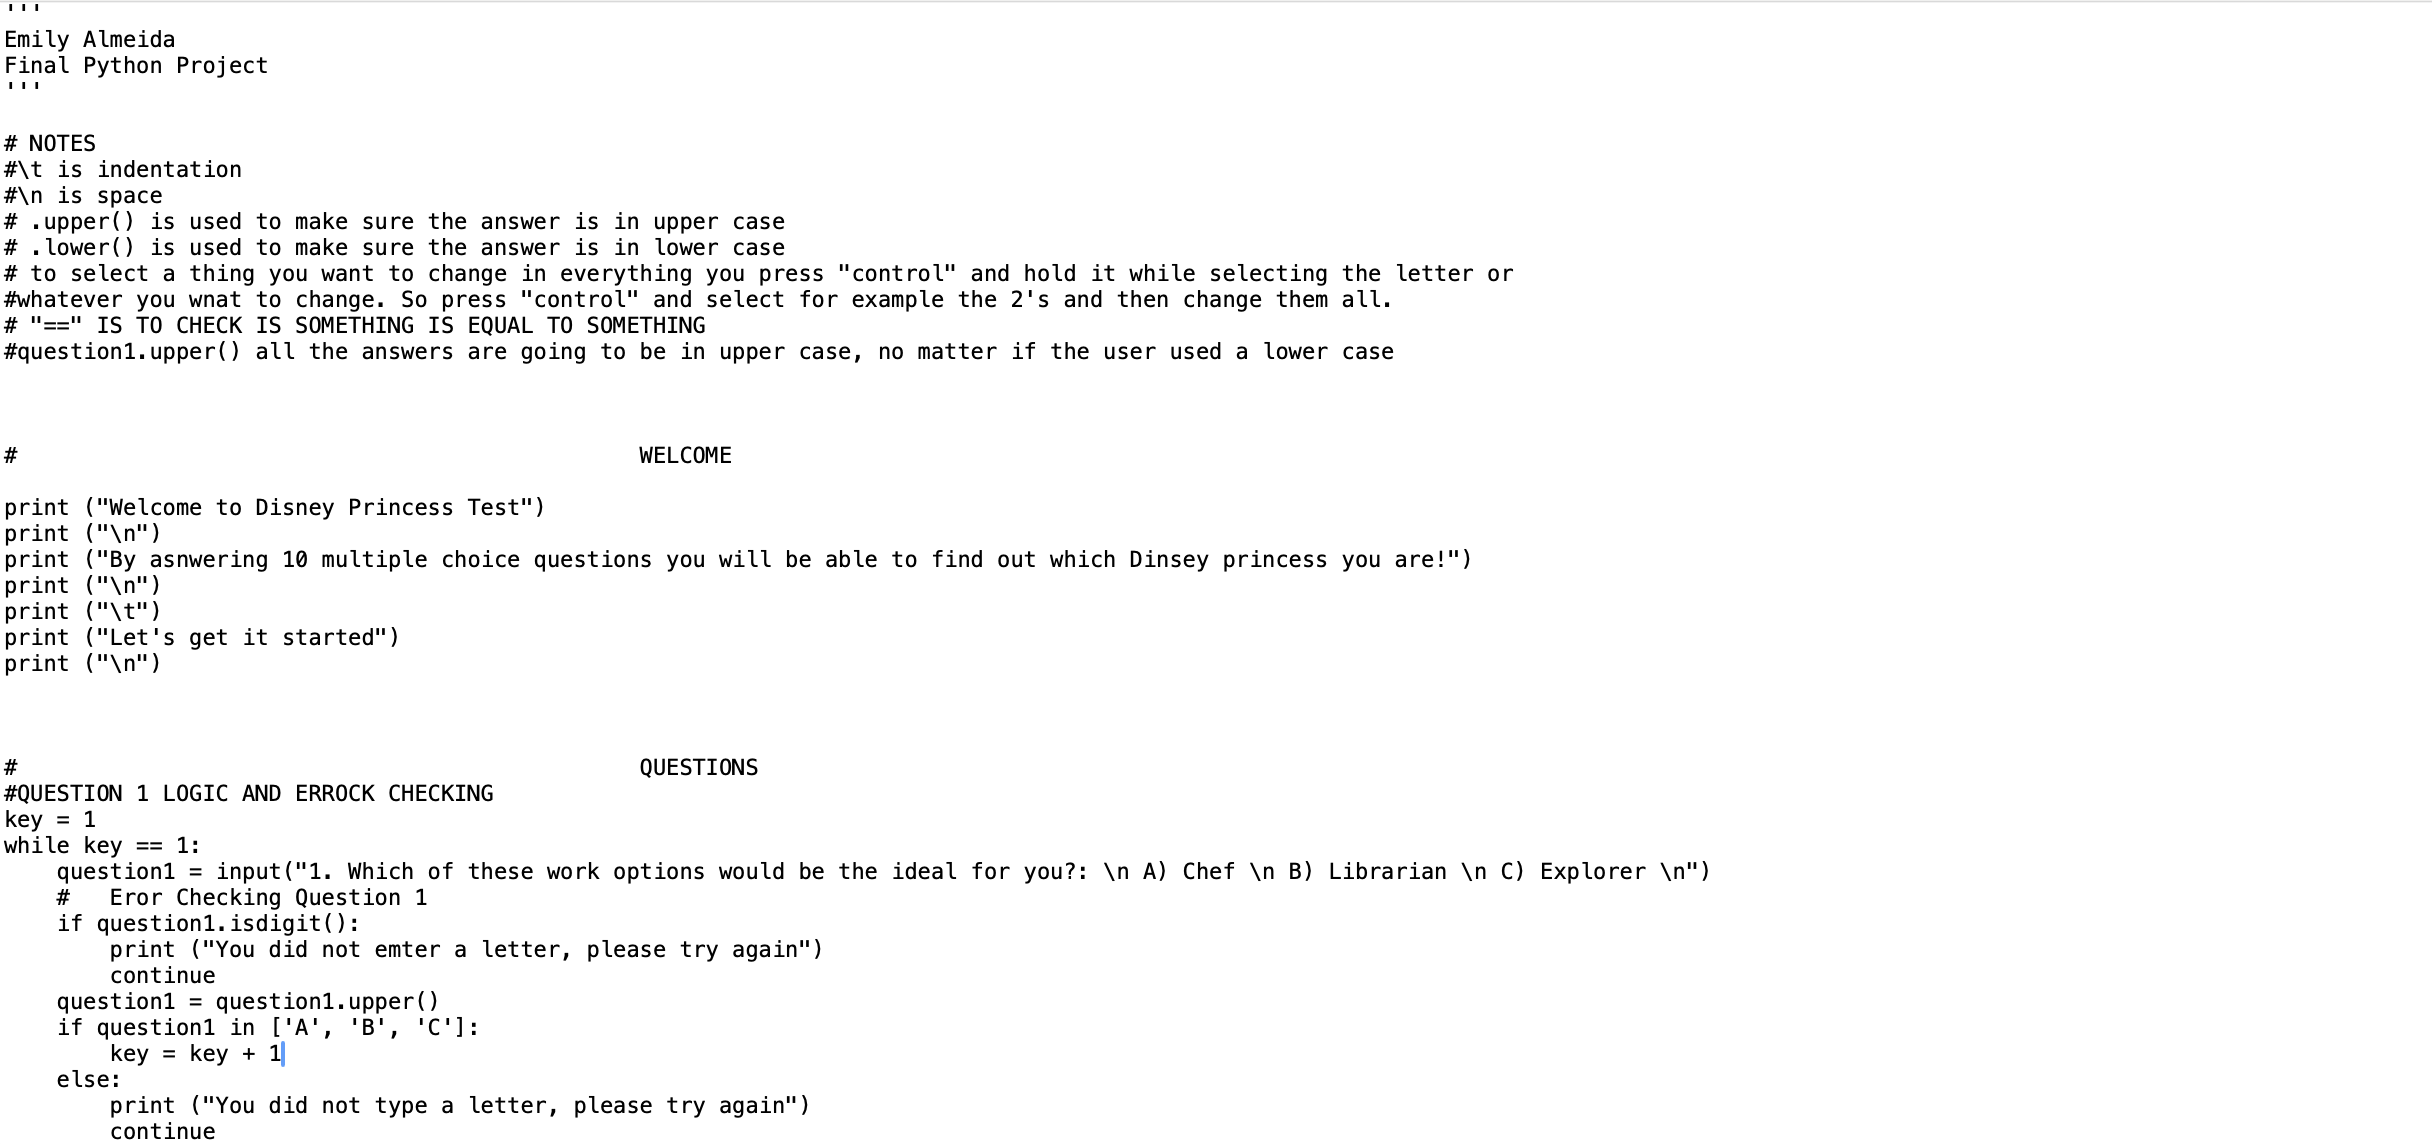 '''
Emily Almeida
Final Python Project
'''
# NOTES
#\t is indentation
#\n is space
# .upper() is used to make sure the answer is in upper case
# .lower() is used to make sure the answer is in lower case
# to select a thing you want to change in everything you press "control" and hold it while selecting the letter or
#whatever you wnat to change. So press "control" and select for example the 2's and then change them all.
# "==" IS TO CHECK IS SOMETHING IS EQUAL TO SOMETHING
#question1.upper() all the answers are going to be in upper case, no matter if the user used a lower case
#                                               WELCOME
print ("Welcome to Disney Princess Test")
print ("\n")
print ("By asnwering 10 multiple choice questions you will be able to find out which Dinsey princess you are!")
print ("\n")
print ("\t")
print ("Let's get it started")
print ("\n")
#                                               QUESTIONS
#QUESTION 1 LOGIC AND ERROCK CHECKING
key = 1
while key == 1:
    question1 = input("1. Which of these work options would be the ideal for you?: \n A) Chef \n B) Librarian \n C) Explorer \n")
    #   Eror Checking Question 1
    if question1.isdigit():
        print ("You did not emter a letter, please try again")
        continue
    question1 = question1.upper()
    if question1 in ['A', 'B', 'C']:
        key = key + 1
    else:
        print ("You did not type a letter, please try again")
        continue